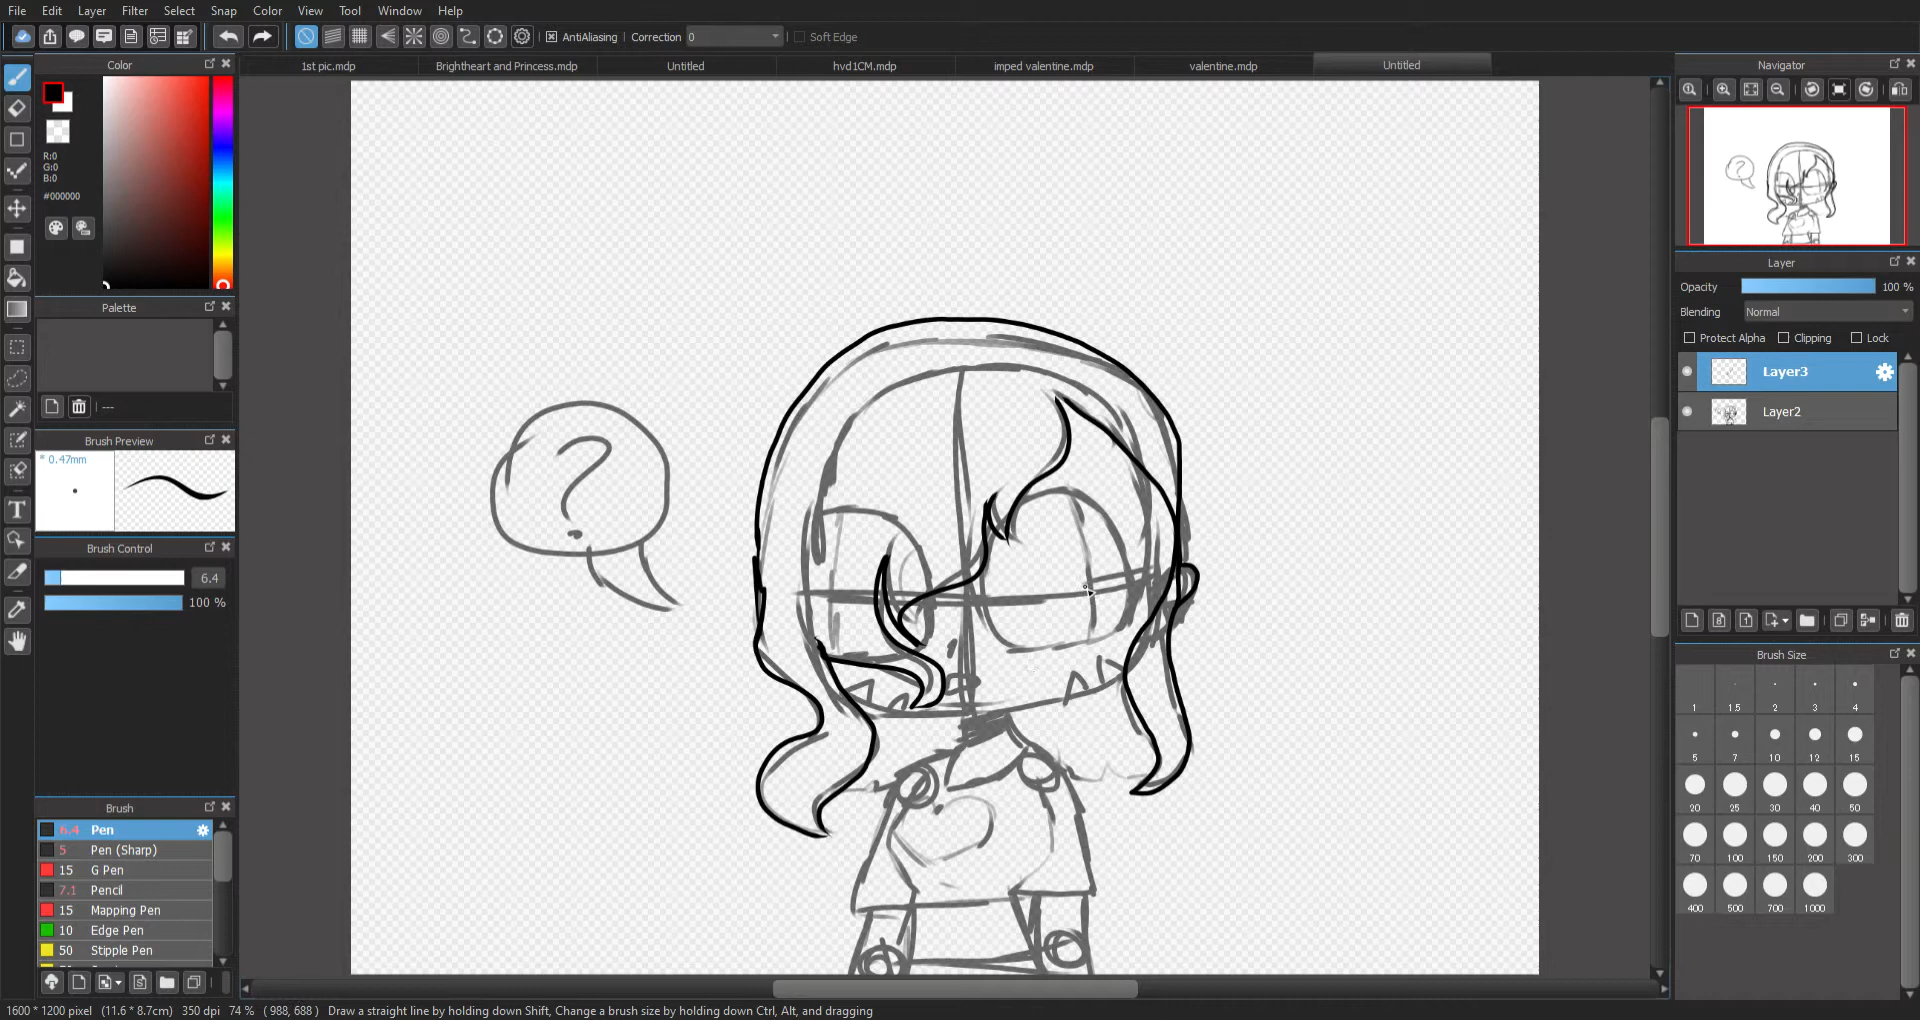 File Edit Layer Filter Select Snap Color View Tool Window Help
AntiAliasing Correction 0 Soft Edge
Color
1st pic.mdp Brightheart and Princess.mdp Untitled hvd1CM.mdp imped valentine.mdp valentine.mdp Untitled
Navigator
R:0
G:0
B:0
#000000
Palette
---
Brush Preview
* 0.47mm
Brush Control
6.4
100 %
Brush
6.4 Pen
5 Pen (Sharp)
15 G Pen
7.1 Pencil
15 Mapping Pen
10 Edge Pen
50 Stipple Pen
?
Layer
Opacity 100 %
Blending Normal
Protect Alpha Clipping Lock
Layer3
Layer2
Brush Size
1 1.5 2 3 4
5 7 10 12 15
20 25 30 40 50
70 100 150 200 300
400 500 700 1000
1600 * 1200 pixel (11.6 * 8.7cm) 350 dpi 74 % ( 988, 688 ) Draw a straight line by holding down Shift, Change a brush size by holding down Ctrl, Alt, and dragging